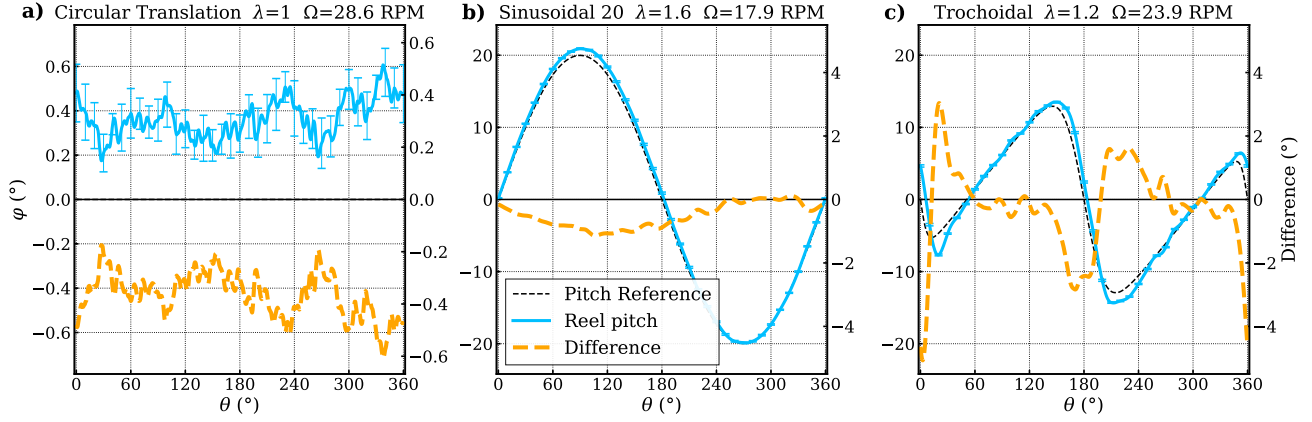 a) Circular Translation λ=1 Ω=28.6 RPM
0.6
0.4
0.2
0.0
−0.2
−0.4
−0.6
φ (°)
0.6
0.4
0.2
0.0
−0.2
−0.4
−0.6
0 60 120 180 240 300 360
θ (°)
b) Sinusoidal 20 λ=1.6 Ω=17.9 RPM
20
10
0
−10
−20
4
2
0
−2
−4
Pitch Reference
Reel pitch
Difference
0 60 120 180 240 300 360
θ (°)
c) Trochoidal λ=1.2 Ω=23.9 RPM
20
10
0
−10
−20
4
2
0
−2
−4
Difference (°)
0 60 120 180 240 300 360
θ (°)